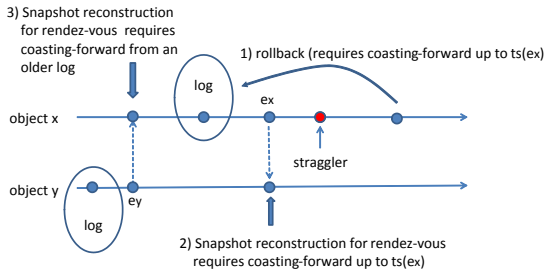 3) Snapshot reconstruction
for rendez-vous requires
coasting-forward from an
older log
1) rollback (requires coasting-forward up to ts(ex)
log
ex
object x
straggler
object y
ey
log
2) Snapshot reconstruction for rendez-vous
requires coasting-forward up to ts(ex)